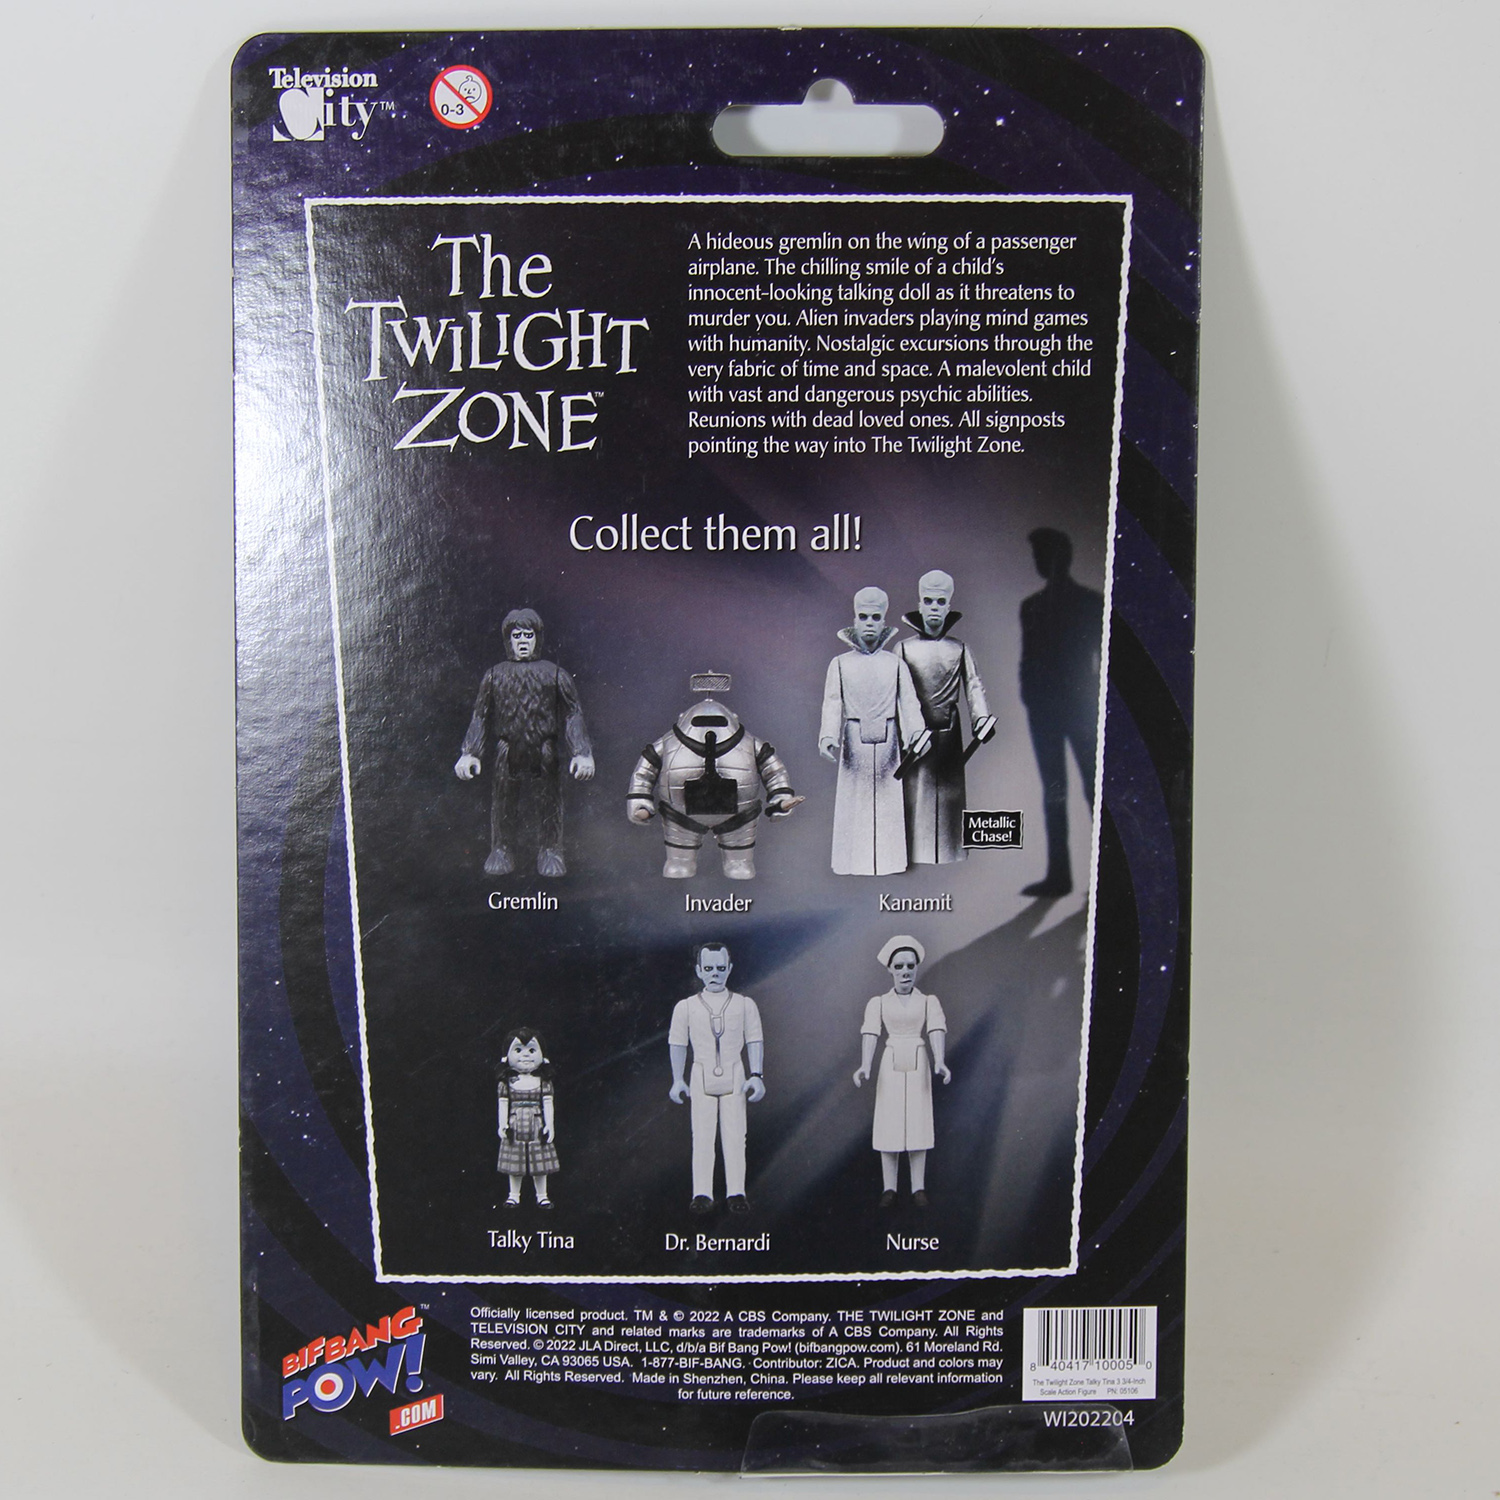 Television
City™
0-3
The
TWILIGHT
ZONE™
A hideous gremlin on the wing of a passenger
airplane. The chilling smile of a child's
innocent-looking talking doll as it threatens to
murder you. Alien invaders playing mind games
with humanity. Nostalgic excursions through the
very fabric of time and space. A malevolent child
with vast and dangerous psychic abilities.
Reunions with dead loved ones. All signposts
pointing the way into The Twilight Zone.
Collect them all!
Metallic
Chase!
Gremlin
Invader
Kanamit
Talky Tina
Dr. Bernardi
Nurse
BIF BANG
POW!™
.COM
Officially licensed product. TM & © 2022 A CBS Company. THE TWILIGHT ZONE and
TELEVISION CITY and related marks are trademarks of A CBS Company. All Rights
Reserved. © 2022 JLA Direct, LLC, d/b/a Bif Bang Pow! (bifbangpow.com). 61 Moreland Rd.
Simi Valley, CA 93065 USA. 1-877-BIF-BANG. Contributor: ZICA. Product and colors may
vary. All Rights Reserved. Made in Shenzhen, China. Please keep all relevant information
for future reference.
8 40417 10005 0
The Twilight Zone Talky Tina 3 3/4-Inch
Scale Action Figure PN: 05106
WI202204